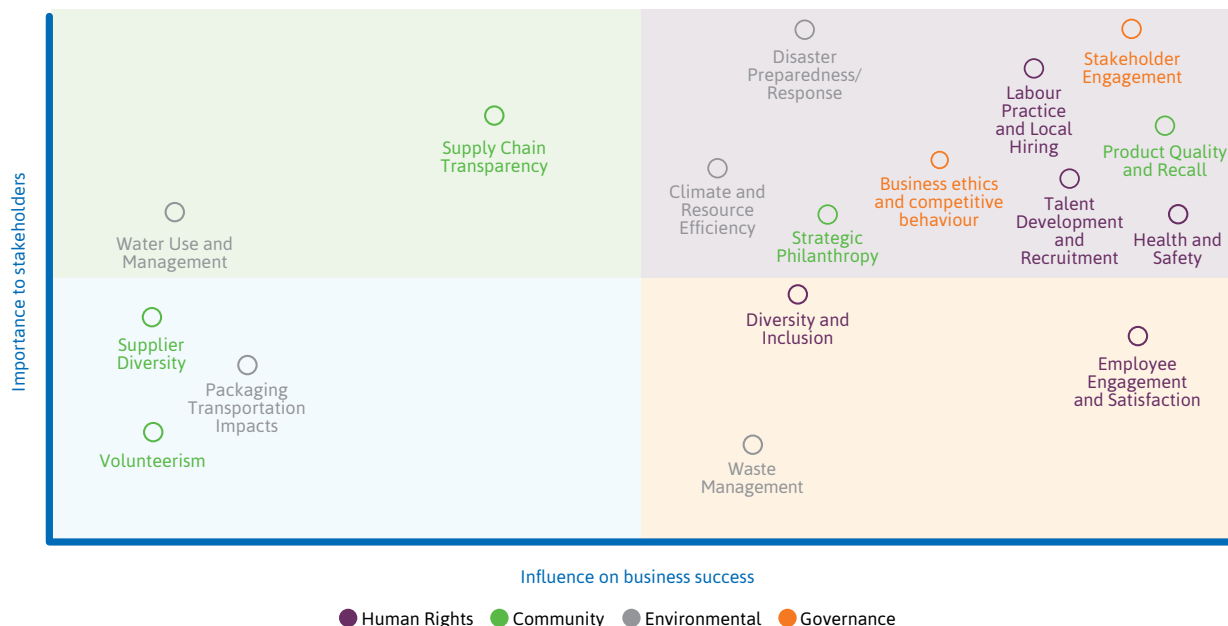 Importance to stakeholders
Disaster
Preparedness/
Response
Stakeholder
Engagement
Labour
Practice
and Local
Hiring
Supply Chain
Transparency
Product Quality
and Recall
Climate and
Resource
Efficiency
Business ethics
and competitive
behaviour
Talent
Development
and
Recruitment
Strategic
Philanthropy
Health and
Safety
Water Use and
Management
Supplier
Diversity
Diversity and
Inclusion
Packaging
Transportation
Impacts
Employee
Engagement
and Satisfaction
Volunteerism
Waste
Management
Influence on business success
Human Rights
Community
Environmental
Governance